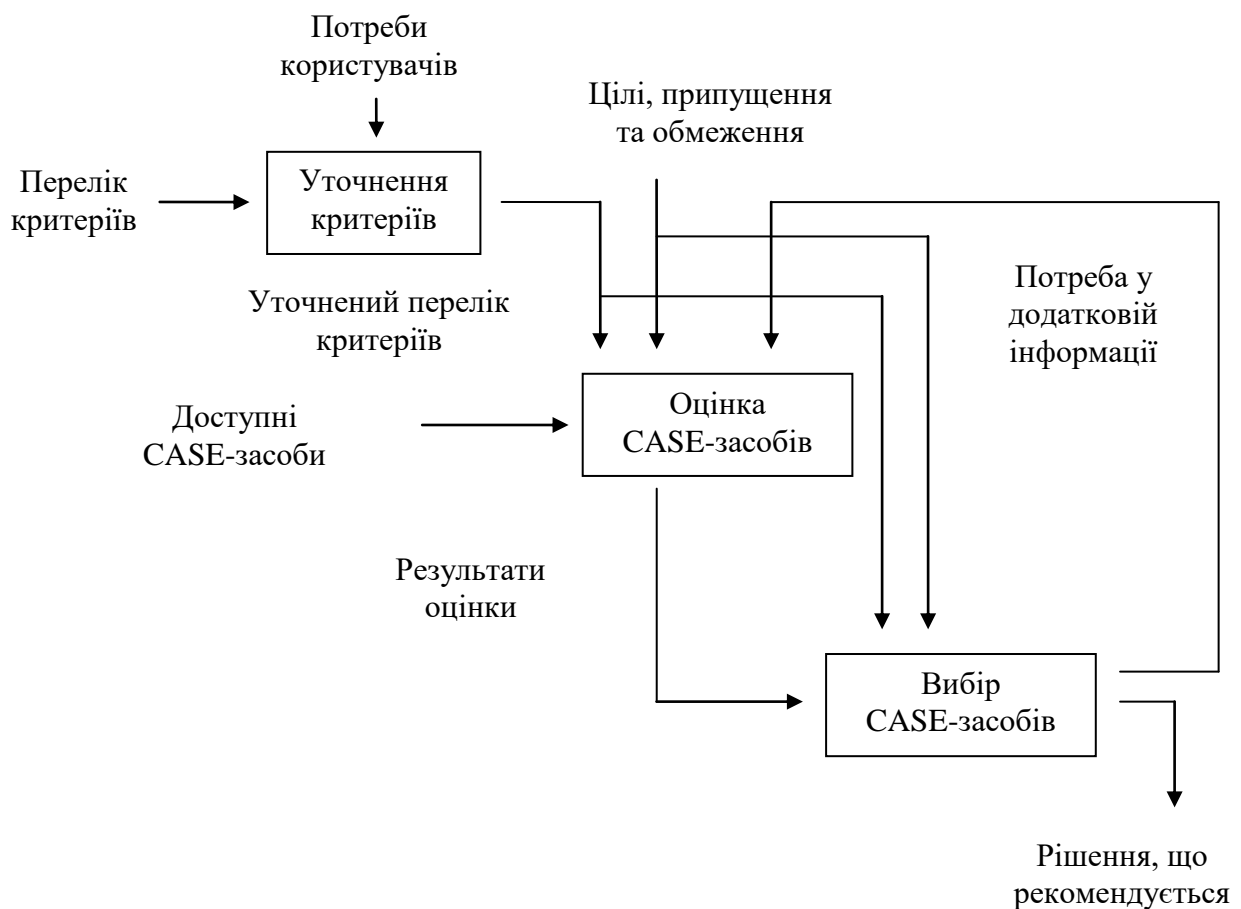 Потреби
користувачів
Цілі, припущення
та обмеження
Перелік
критеріїв
Уточнення
критеріїв
Уточнений перелік
критеріїв
Потреба у
додатковій
інформації
Доступні
CASE-засоби
Оцінка
CASE-засобів
Результати
оцінки
Вибір
CASE-засобів
Рішення, що
рекомендується